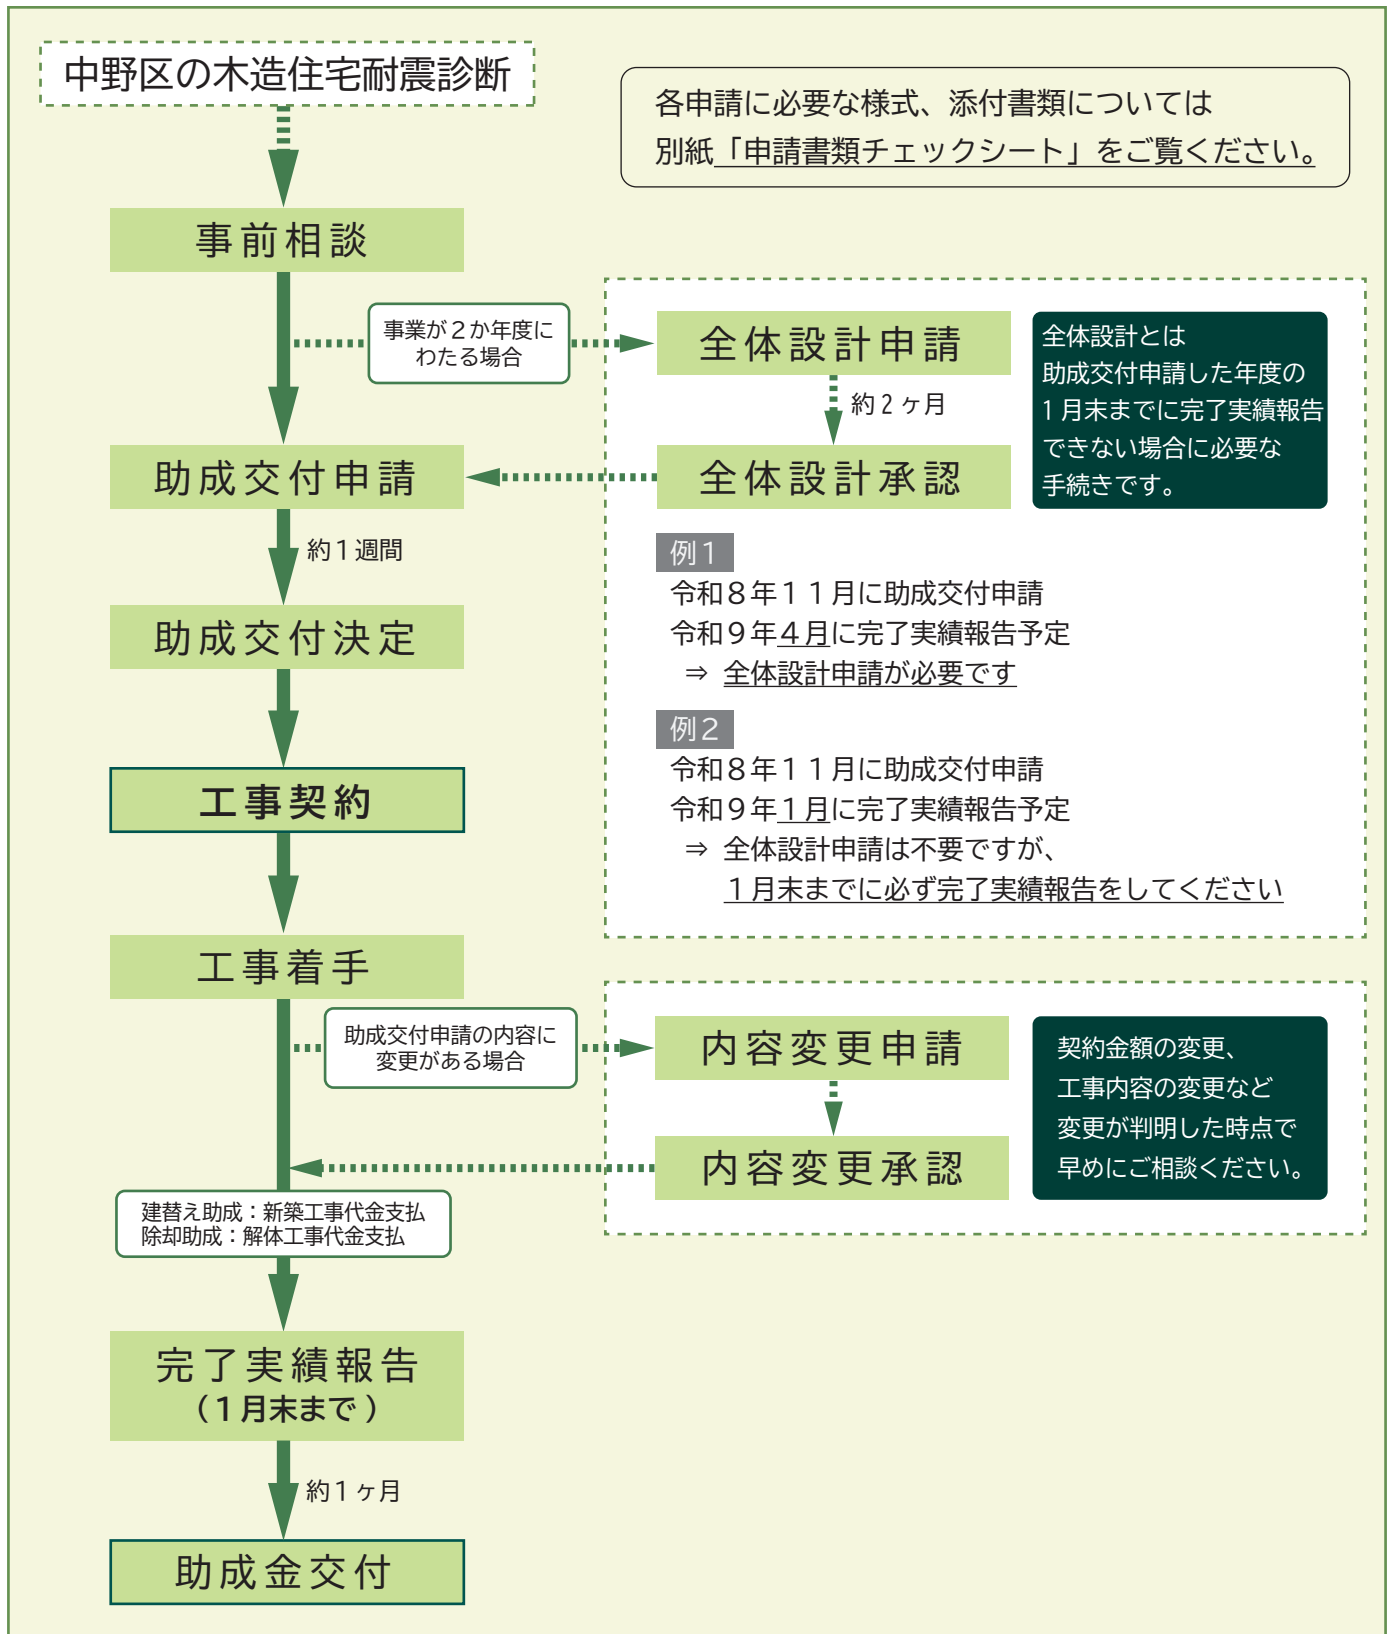 中野区の木造住宅耐震診断
各申請に必要な様式、添付書類については
別紙「申請書類チェックシート」をご覧ください。
事前相談
事業が２か年度に
わたる場合
全体設計申請
約２ヶ月
全体設計承認
全体設計とは
助成交付申請した年度の
１月末までに完了実績報告
できない場合に必要な
手続きです。
助成交付申請
約１週間
助成交付決定
例１
令和８年１１月に助成交付申請
令和９年４月に完了実績報告予定
⇒ 全体設計申請が必要です
例２
令和８年１１月に助成交付申請
令和９年１月に完了実績報告予定
⇒ 全体設計申請は不要ですが、
１月末までに必ず完了実績報告をしてください
工事契約
工事着手
助成交付申請の内容に
変更がある場合
内容変更申請
内容変更承認
契約金額の変更、
工事内容の変更など
変更が判明した時点で
早めにご相談ください。
建替え助成：新築工事代金支払
除却助成：解体工事代金支払
完了実績報告
（１月末まで）
約１ヶ月
助成金交付